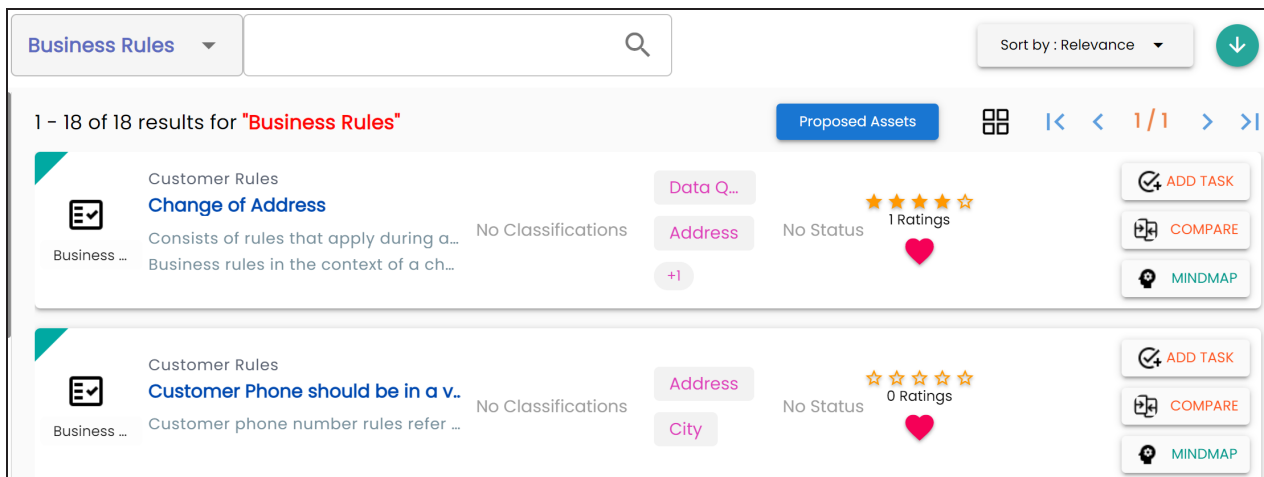 Business Rules
Sort by : Relevance
1 - 18 of 18 results for "Business Rules"
Proposed Assets
1 / 1
Business ...
Customer Rules
Change of Address
Consists of rules that apply during a...
Business rules in the context of a ch...
No Classifications
Data Q...
Address
+1
No Status
1 Ratings
ADD TASK
COMPARE
MINDMAP
Business ...
Customer Rules
Customer Phone should be in a v..
Customer phone number rules refer ...
No Classifications
Address
City
No Status
0 Ratings
ADD TASK
COMPARE
MINDMAP